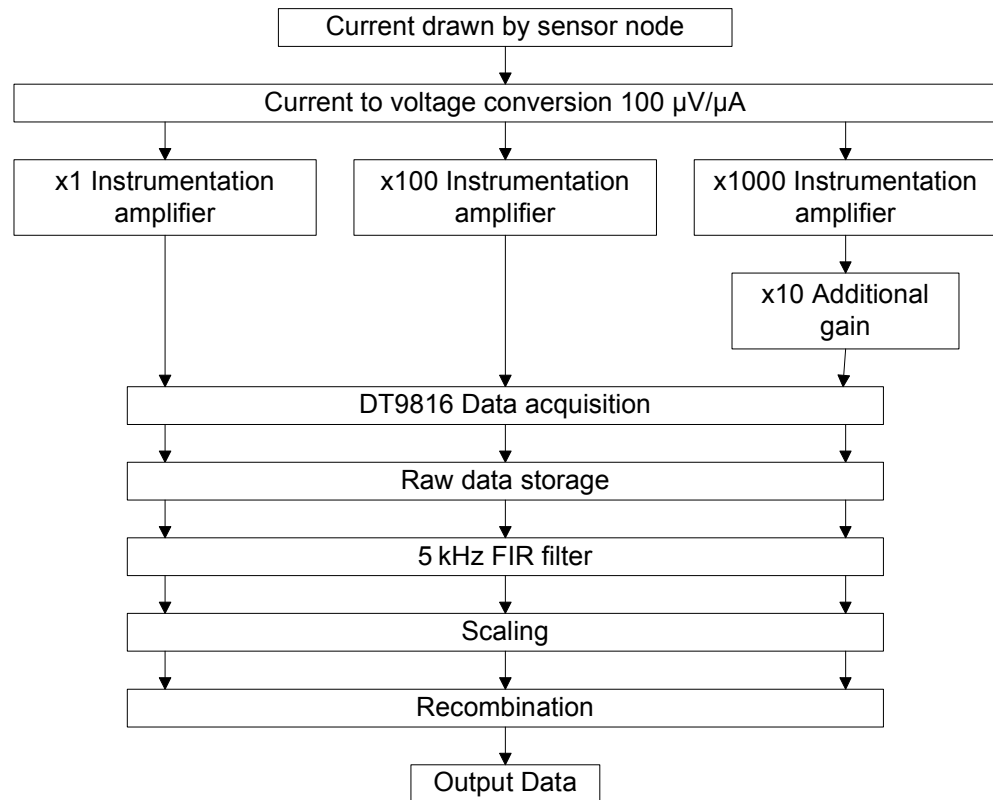 Current drawn by sensor node
Current to voltage conversion 100 µV/µA
x1 Instrumentation
amplifier
x100 Instrumentation
amplifier
x1000 Instrumentation
amplifier
x10 Additional
gain
DT9816 Data acquisition
Raw data storage
5 kHz FIR filter
Scaling
Recombination
Output Data